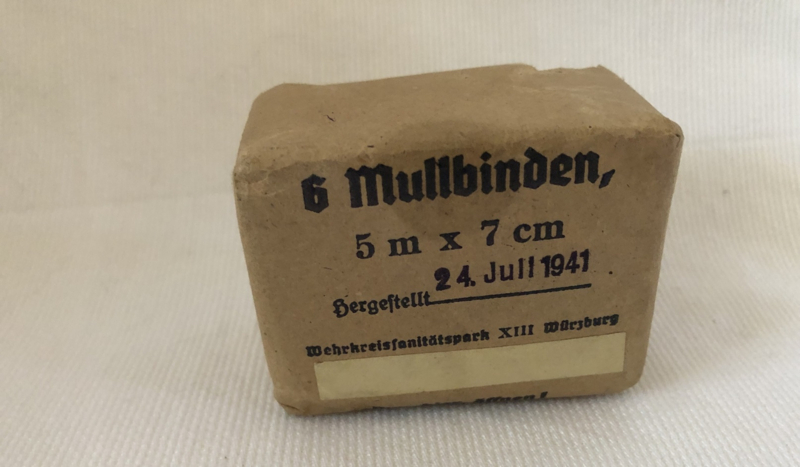 6 Mullbinden,
5 m x 7 cm
24. Juli 1941
Hergeſtellt
Wehrkreisſanitätspark XIII Würzburg